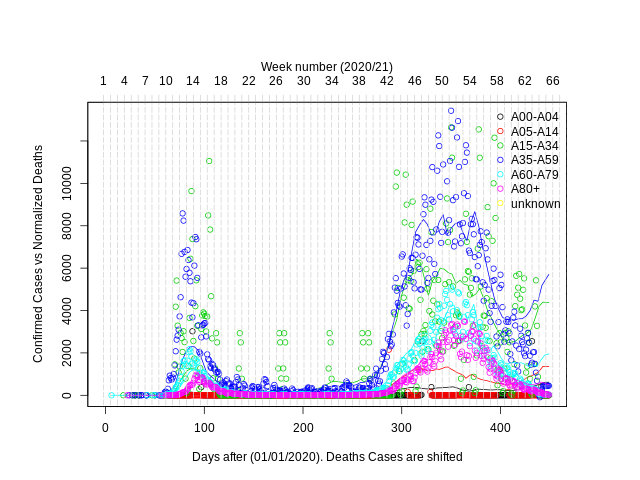 Week number (2020/21)
1 4 7 10 14 18 22 26 30 34 38 42 46 50 54 58 62 66
A00-A04
A05-A14
A15-A34
A35-A59
A60-A79
A80+
unknown
Confirmed Cases vs Normalized Deaths
0 2000 4000 6000 8000 10000
0 100 200 300 400
Days after (01/01/2020). Deaths Cases are shifted